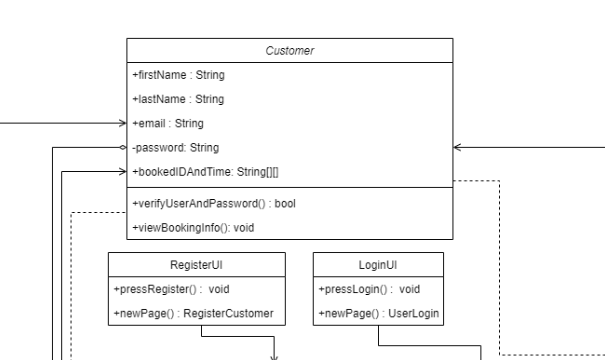 Customer
+firstName : String
+lastName : String
+email : String
-password: String
+bookedIDAndTime: String[][]
+verifyUserAndPassword() : bool
+viewBookingInfo(): void
RegisterUI
+pressRegister() : void
+newPage() : RegisterCustomer
LoginUI
+pressLogin() : void
+newPage() : UserLogin